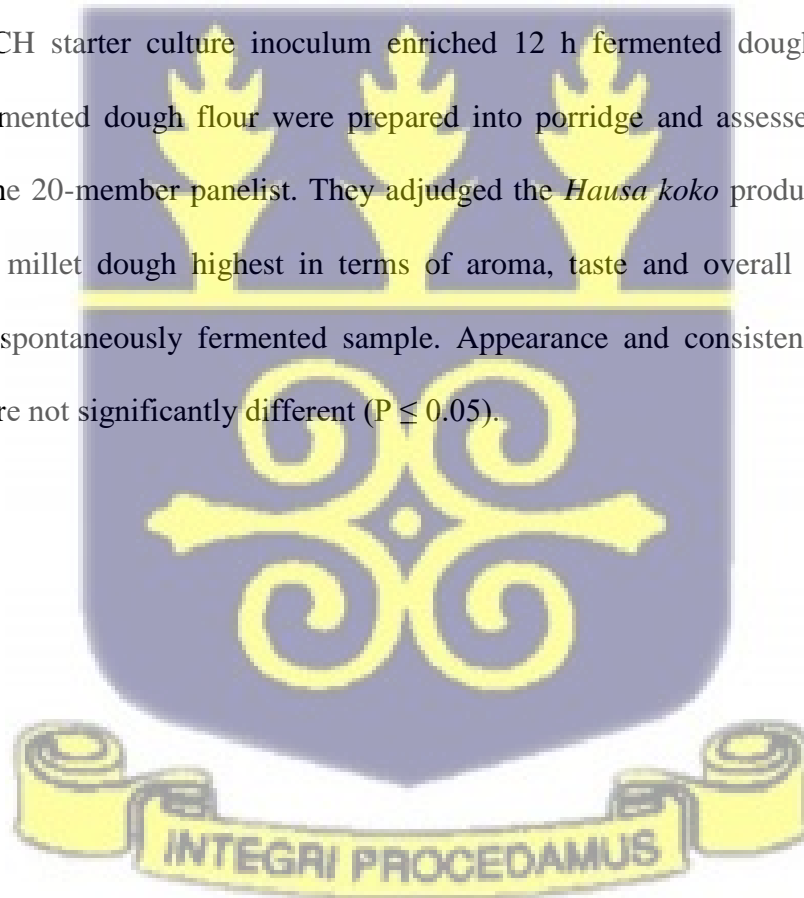 CH starter culture inoculum enriched 12 h fermented dough
mented dough flour were prepared into porridge and assesse
ne 20-member panelist. They adjudged the Hausa koko produ
millet dough highest in terms of aroma, taste and overall
spontaneously fermented sample. Appearance and consisten
re not significantly different (P ≤ 0.05).
INTEGRI PROCEDAMUS